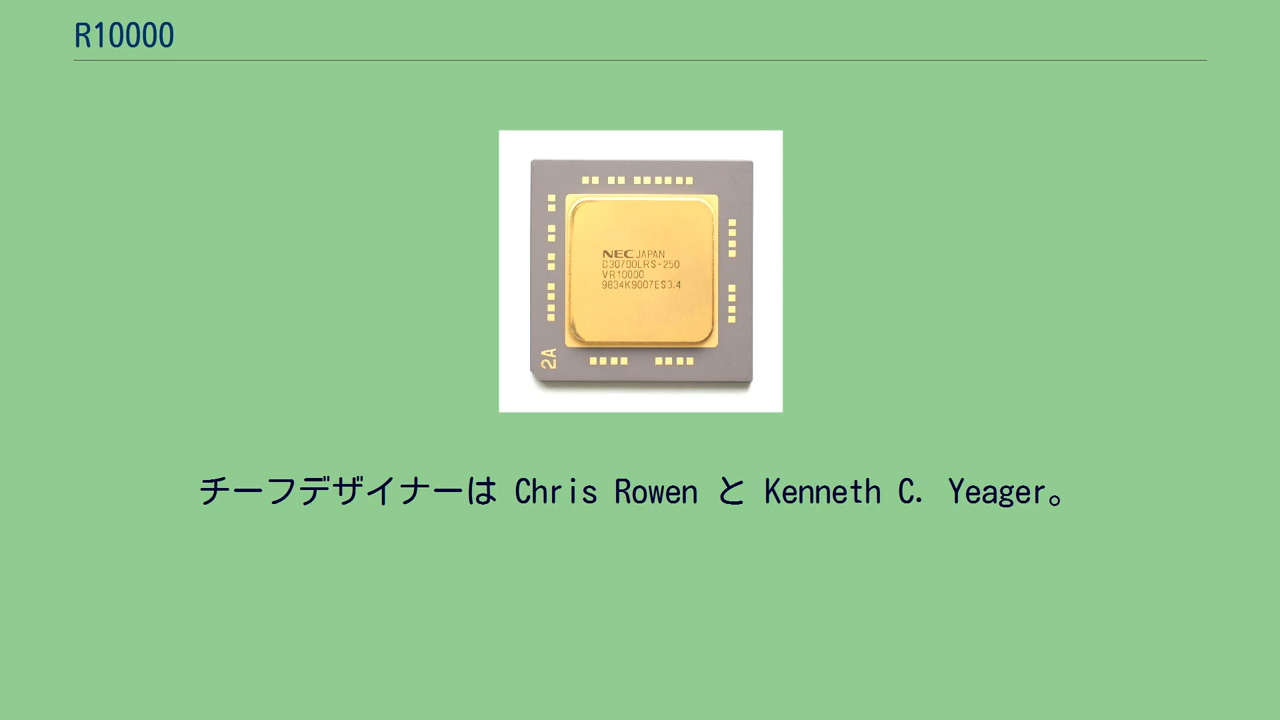 R10000
NEC JAPAN
D30700LRS-250
VR10000
9834K9007ES3.4
2A
チーフデザイナーは Chris Rowen と Kenneth C. Yeager。